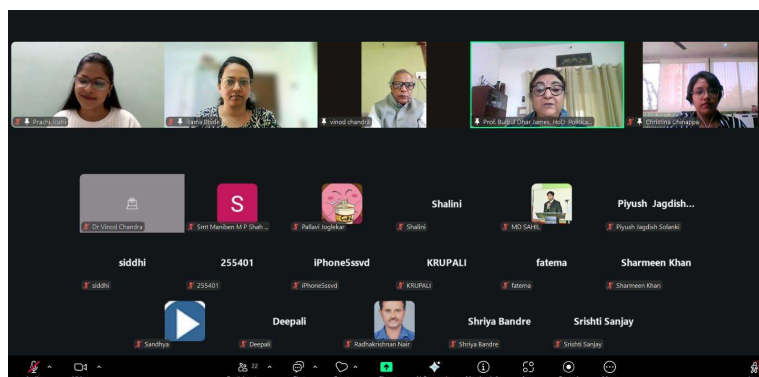 Prachi Joshi
Rama Bhide
vinod chandra
Prof. Bulbul Dhar James, HoD Politica...
Christina Dhinappa
Dr Vinod Chandra
S
Smt Maniben M P Shah ...
Pallavi Joglekar
Shalini
Shalini
MD SAHIL
Piyush Jagdish...
Piyush Jagdish Solanki
siddhi
siddhi
255401
255401
iPhone5ssvd
iPhone5ssvd
KRUPALI
KRUPALI
fatema
fatema
Sharmeen Khan
Sharmeen Khan
Sandhya
Deepali
Deepali
Radhakrishnan Nair
Shriya Bandre
Shriya Bandre
Srishti Sanjay
Srishti Sanjay
22